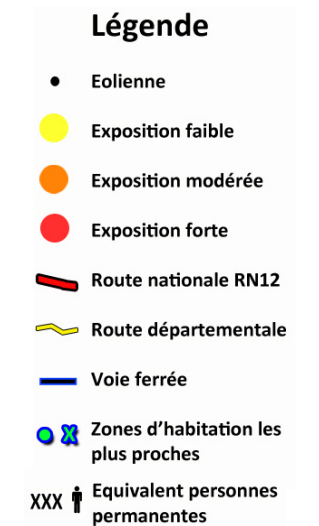 Légende
Eolienne
Exposition faible
Exposition modérée
Exposition forte
Route nationale RN12
Route départementale
Voie ferrée
Zones d'habitation les
plus proches
XXX Equivalent personnes
permanentes